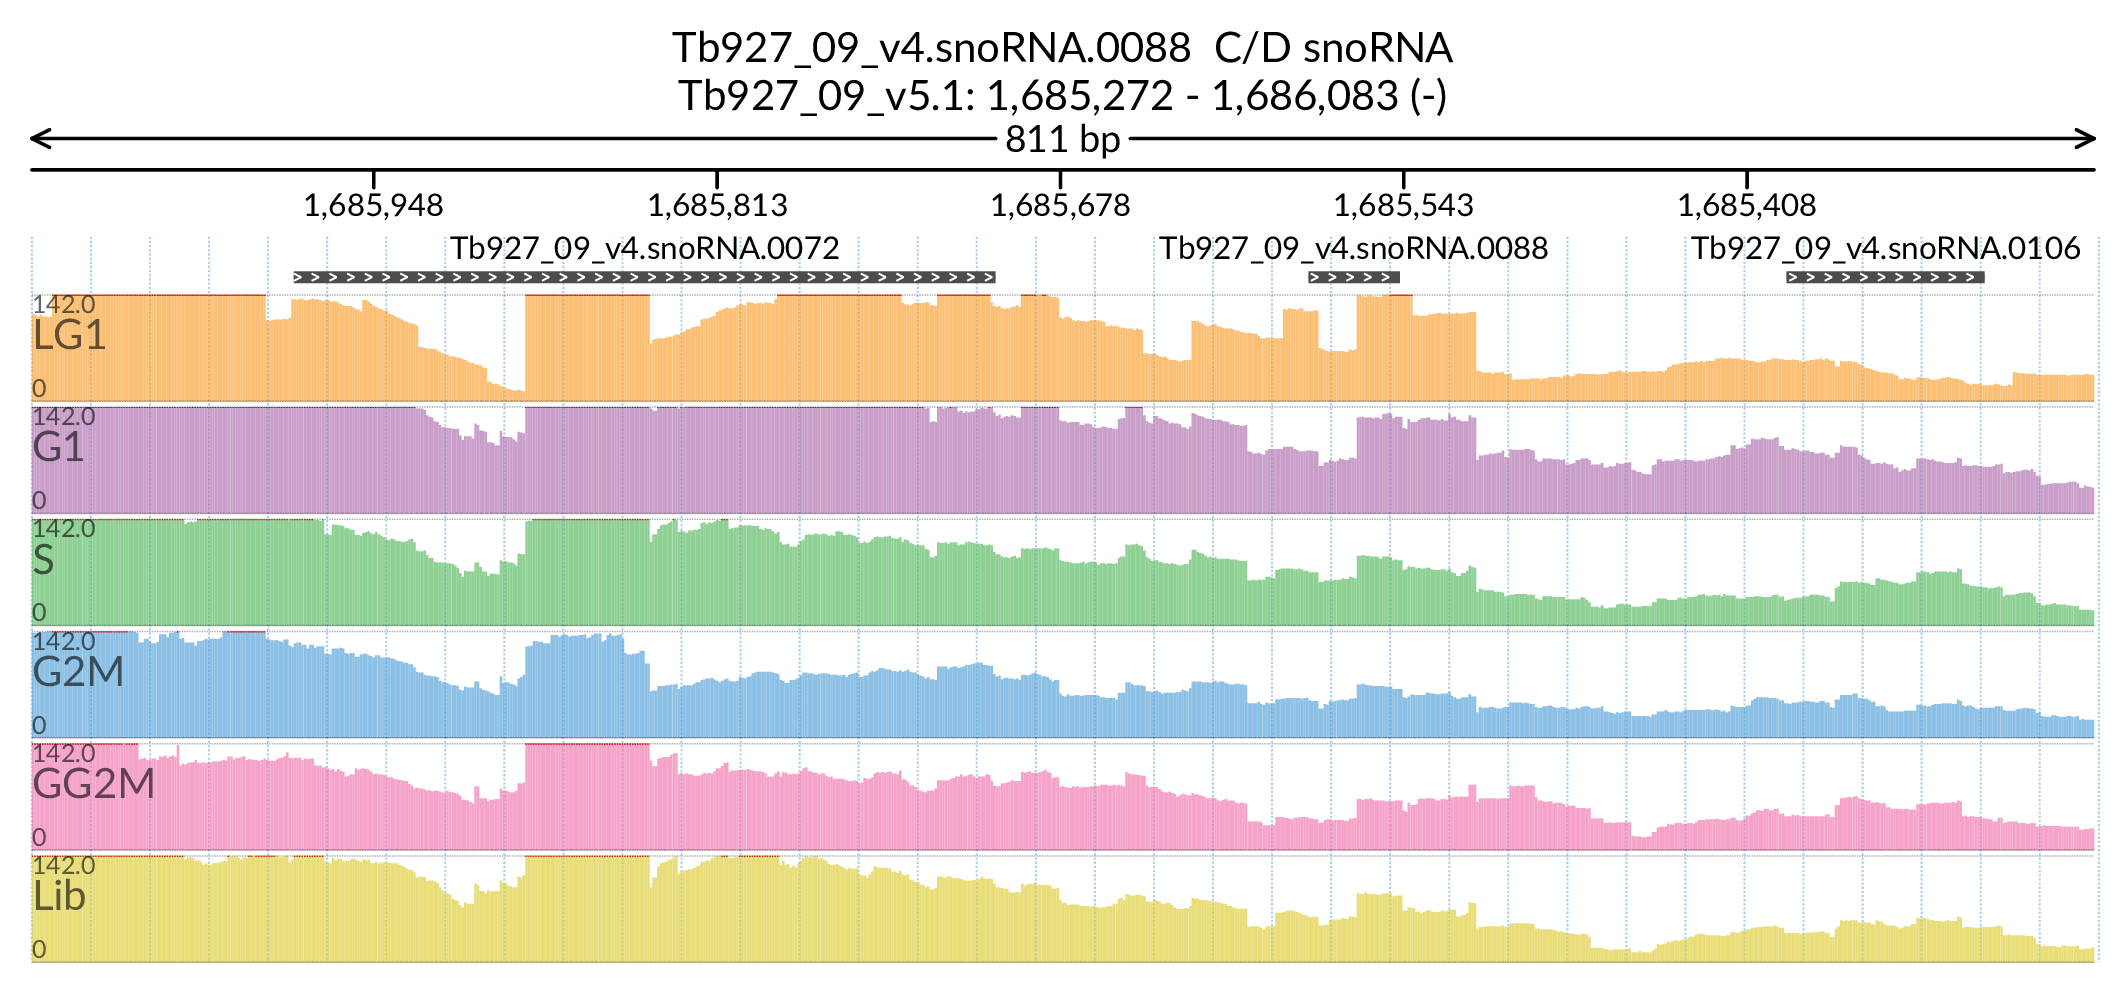 Tb927_09_v4.snoRNA.0088  C/D snoRNA
Tb927_09_v5.1: 1,685,272 - 1,686,083 (-)
811 bp
1,685,948 1,685,813 1,685,678 1,685,543 1,685,408
Tb927_09_v4.snoRNA.0072 Tb927_09_v4.snoRNA.0088 Tb927_09_v4.snoRNA.0106
142.0
LG1
0
142.0
G1
0
142.0
S
0
142.0
G2M
0
142.0
GG2M
0
142.0
Lib
0